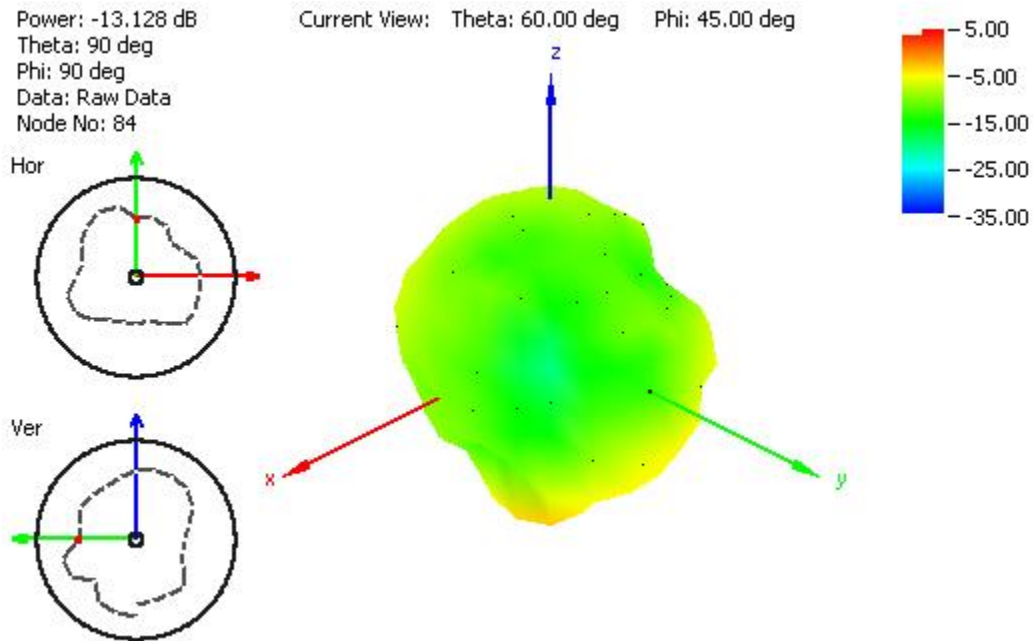 Power: -13.128 dB
Theta: 90 deg
Phi: 90 deg
Data: Raw Data
Node No: 84
Current View: Theta: 60.00 deg Phi: 45.00 deg
z
5.00
-5.00
-15.00
-25.00
-35.00
Hor
Ver
x
y